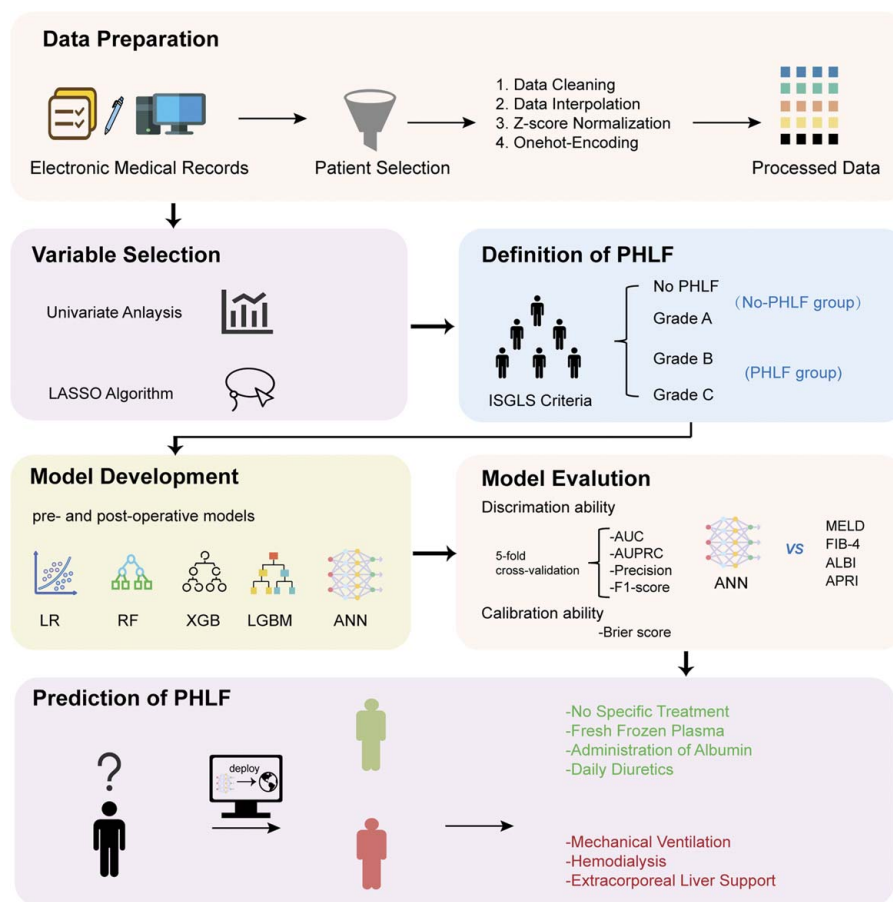 Data Preparation
1. Data Cleaning
2. Data Interpolation
3. Z-score Normalization
4. Onehot-Encoding
Electronic Medical Records
Patient Selection
Processed Data
Variable Selection
Univariate Anlaysis
LASSO Algorithm
Definition of PHLF
ISGLS Criteria
No PHLF
Grade A
(No-PHLF group)
Grade B
Grade C
(PHLF group)
Model Development
pre- and post-operative models
LR
RF
XGB
LGBM
ANN
Model Evalution
Discrimation ability
5-fold
cross-validation
-AUC
-AUPRC
-Precision
-F1-score
Calibration ability
-Brier score
ANN
VS
MELD
FIB-4
ALBI
APRI
Prediction of PHLF
?
deploy
-No Specific Treatment
-Fresh Frozen Plasma
-Administration of Albumin
-Daily Diuretics
-Mechanical Ventilation
-Hemodialysis
-Extracorporeal Liver Support